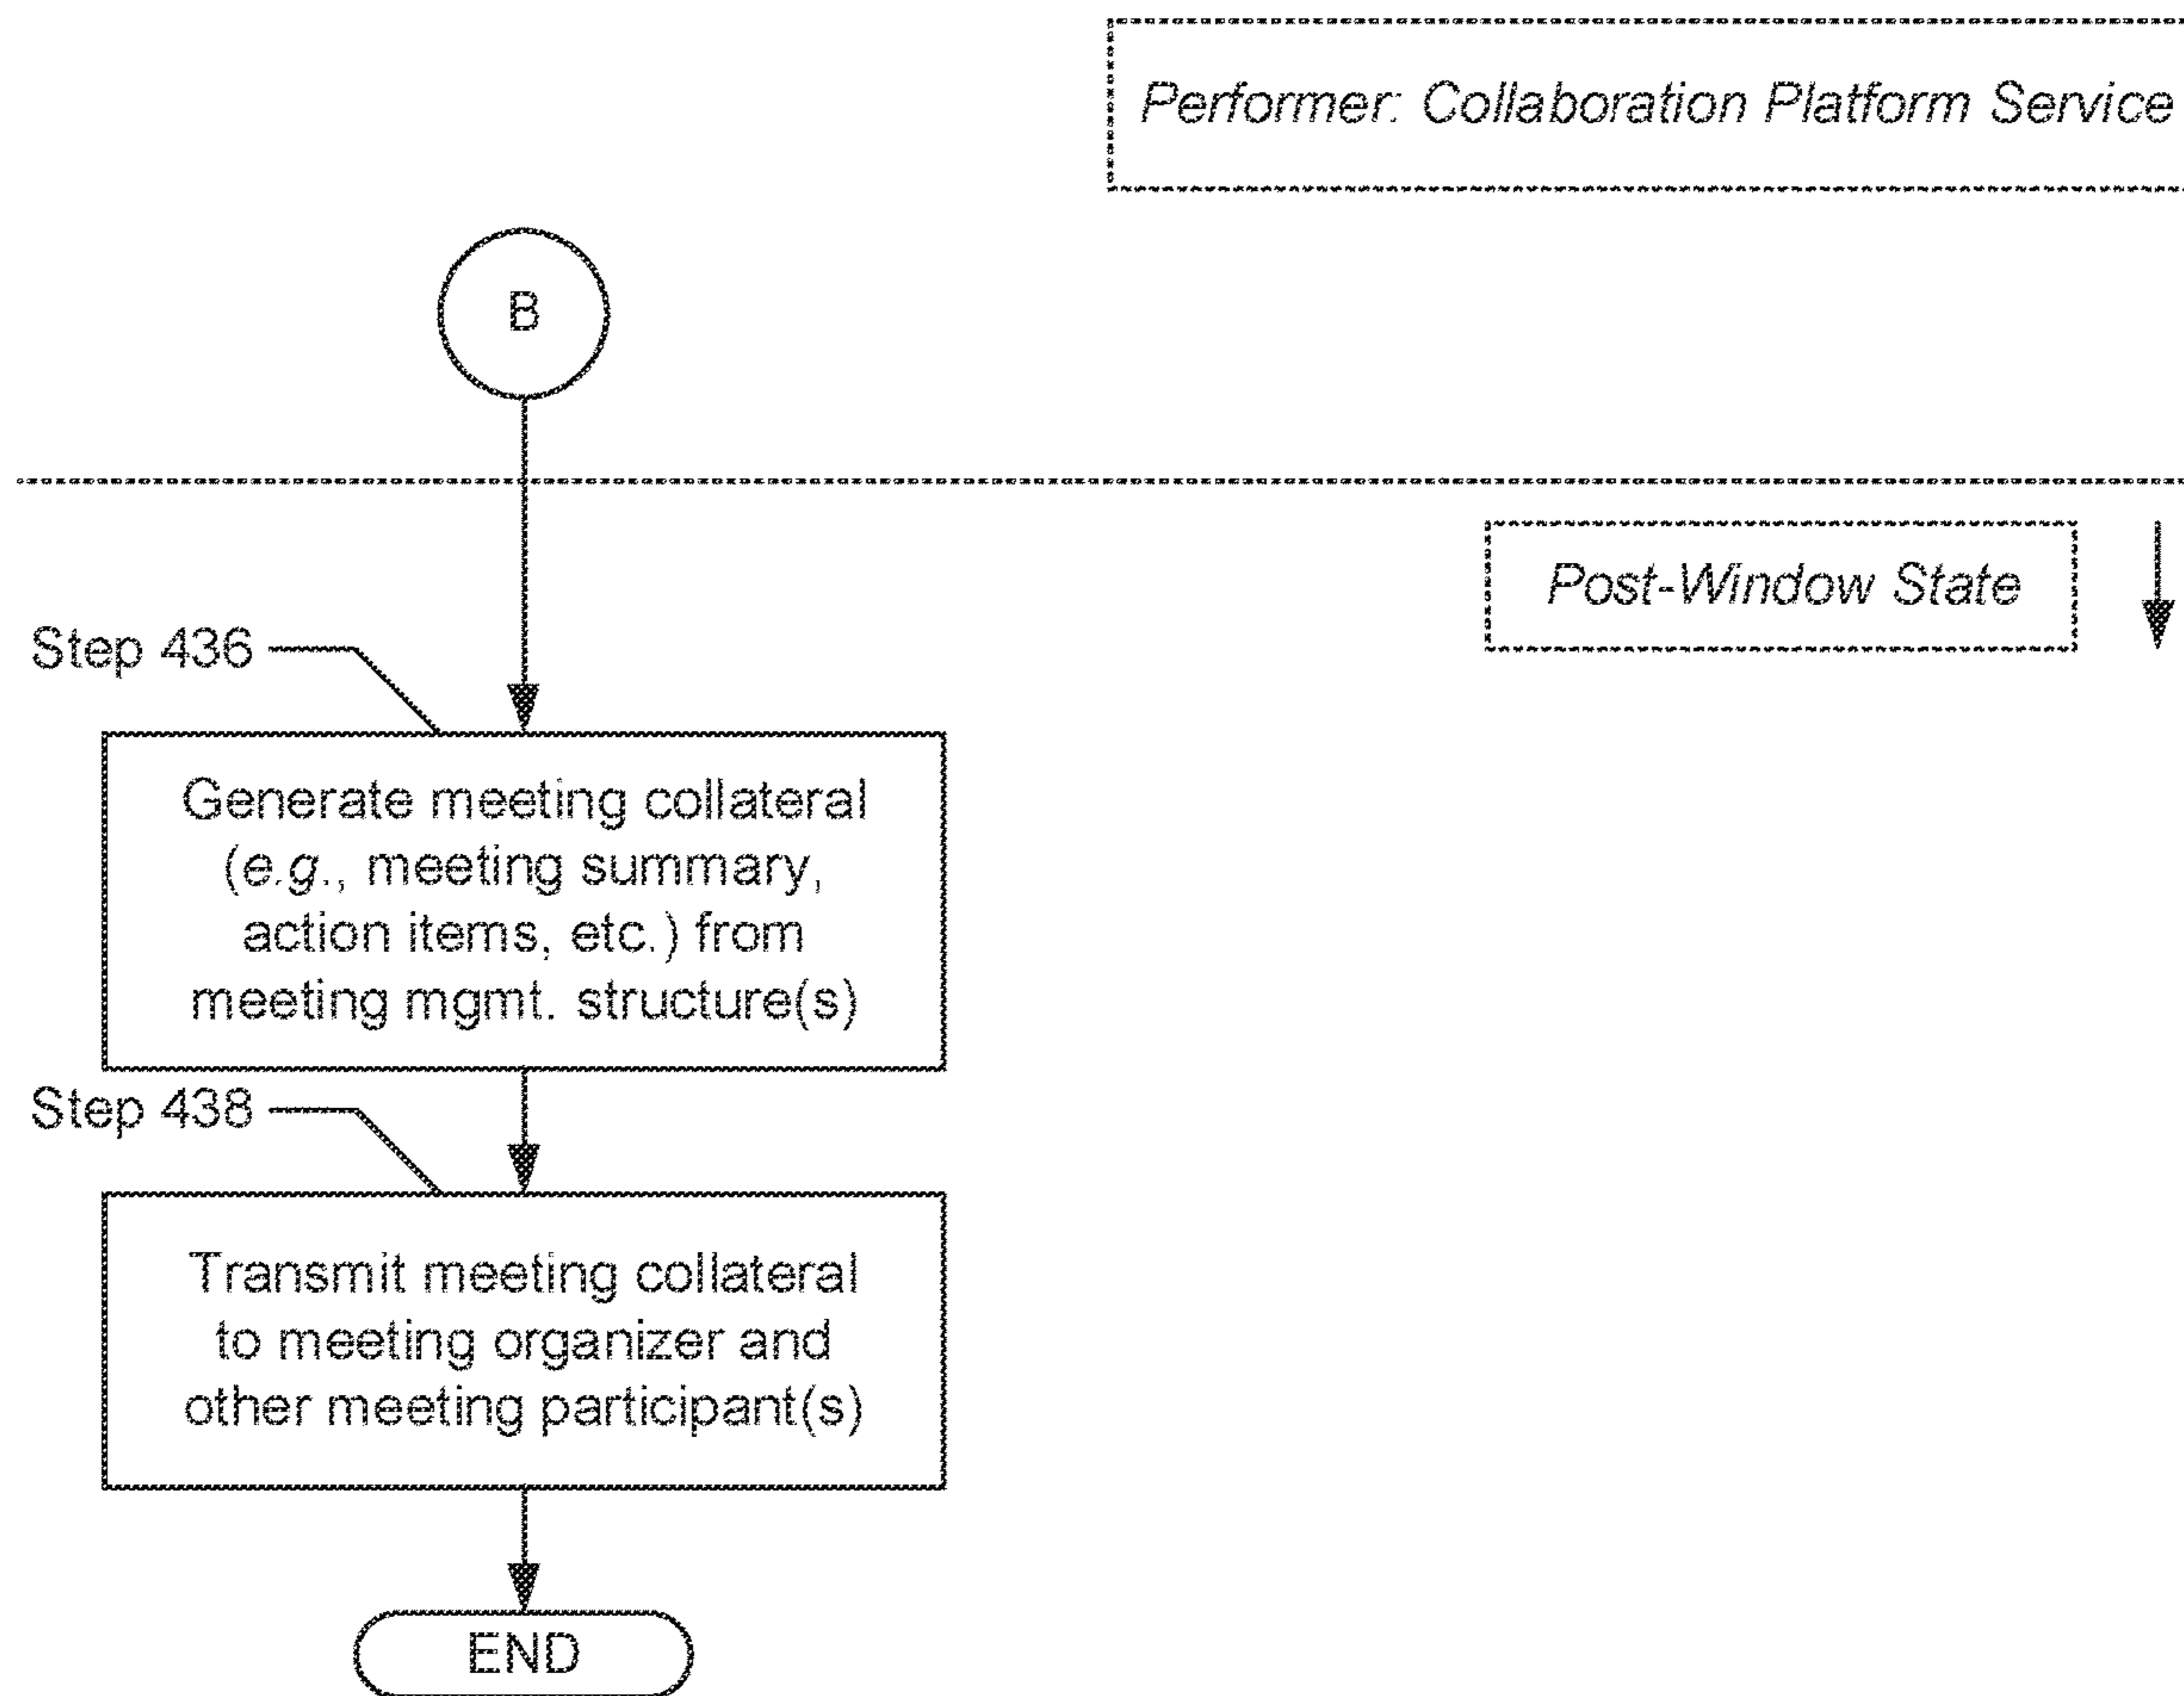 Performer: Collaboration Platform Service
B
Post-Window State
Step 436
Generate meeting collateral
(e.g., meeting summary,
action items, etc.) from
meeting mgmt. structure(s)
Step 438
Transmit meeting collateral
to meeting organizer and
other meeting participant(s)
END